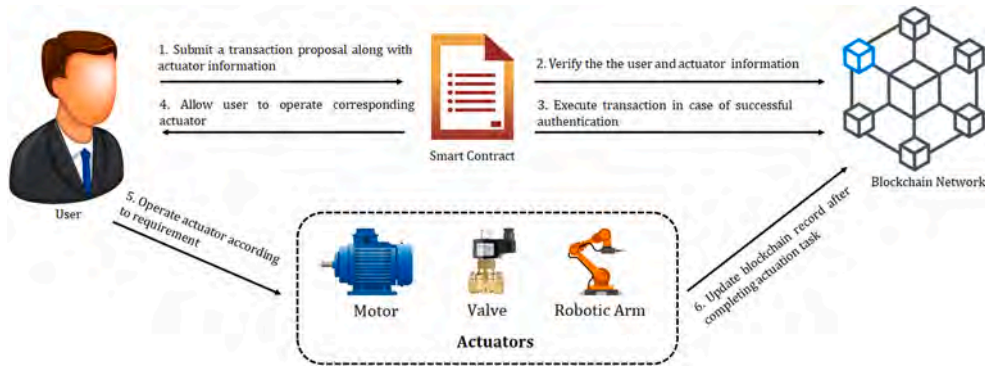 1. Submit a transaction proposal along with
actuator information
2. Verify the the user and actuator information
4. Allow user to operate corresponding
actuator
3. Execute transaction in case of successful
authentication
Smart Contract
Blockchain Network
User
5. Operate actuator according
to requirement
6. Update blockchain record after
completing actuation task
Motor
Valve
Robotic Arm
Actuators